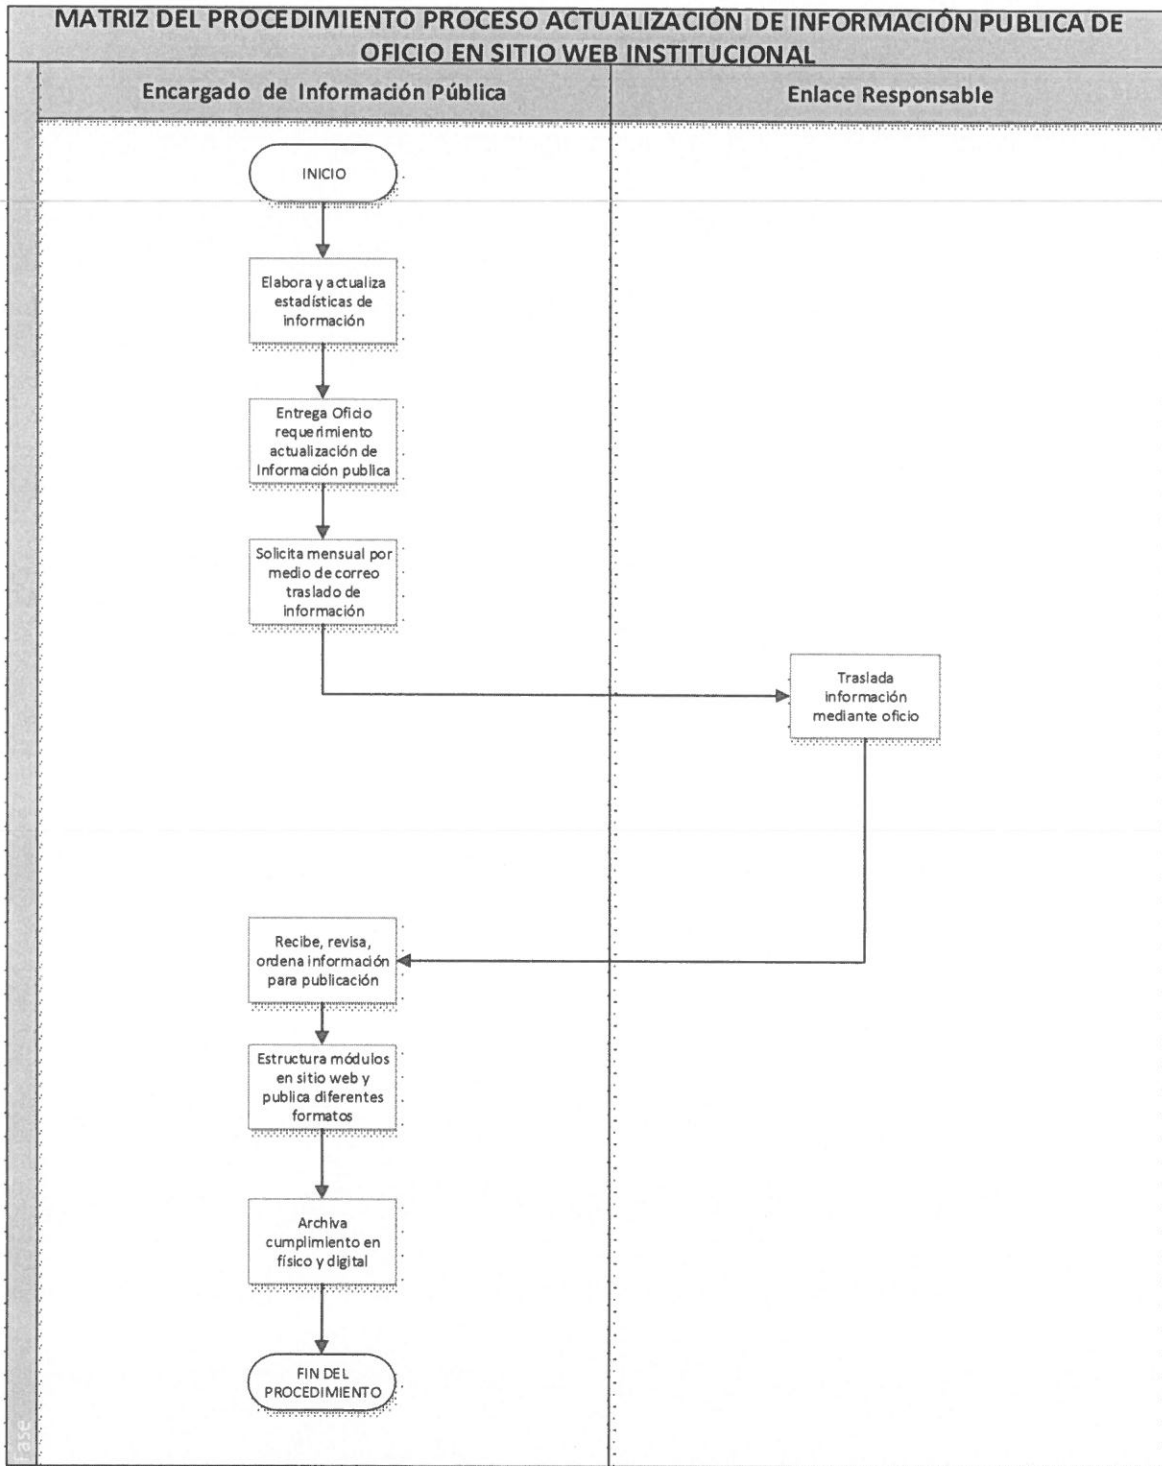 MATRIZ DEL PROCEDIMIENTO PROCESO ACTUALIZACIÓN DE INFORMACIÓN PUBLICA DE
OFICIO EN SITIO WEB INSTITUCIONAL
Encargado de Información Pública
Enlace Responsable
INICIO
Elabora y actualiza
estadísticas de
información
Entrega Oficio
requerimiento
actualización de
Información publica
Solicita mensual por
medio de correo
traslado de
información
Traslada
información
mediante oficio
Recibe, revisa,
ordena información
para publicación
Estructura módulos
en sitio web y
publica diferentes
formatos
Archiva
cumplimiento en
físico y digital
FIN DEL
PROCEDIMIENTO
Fase